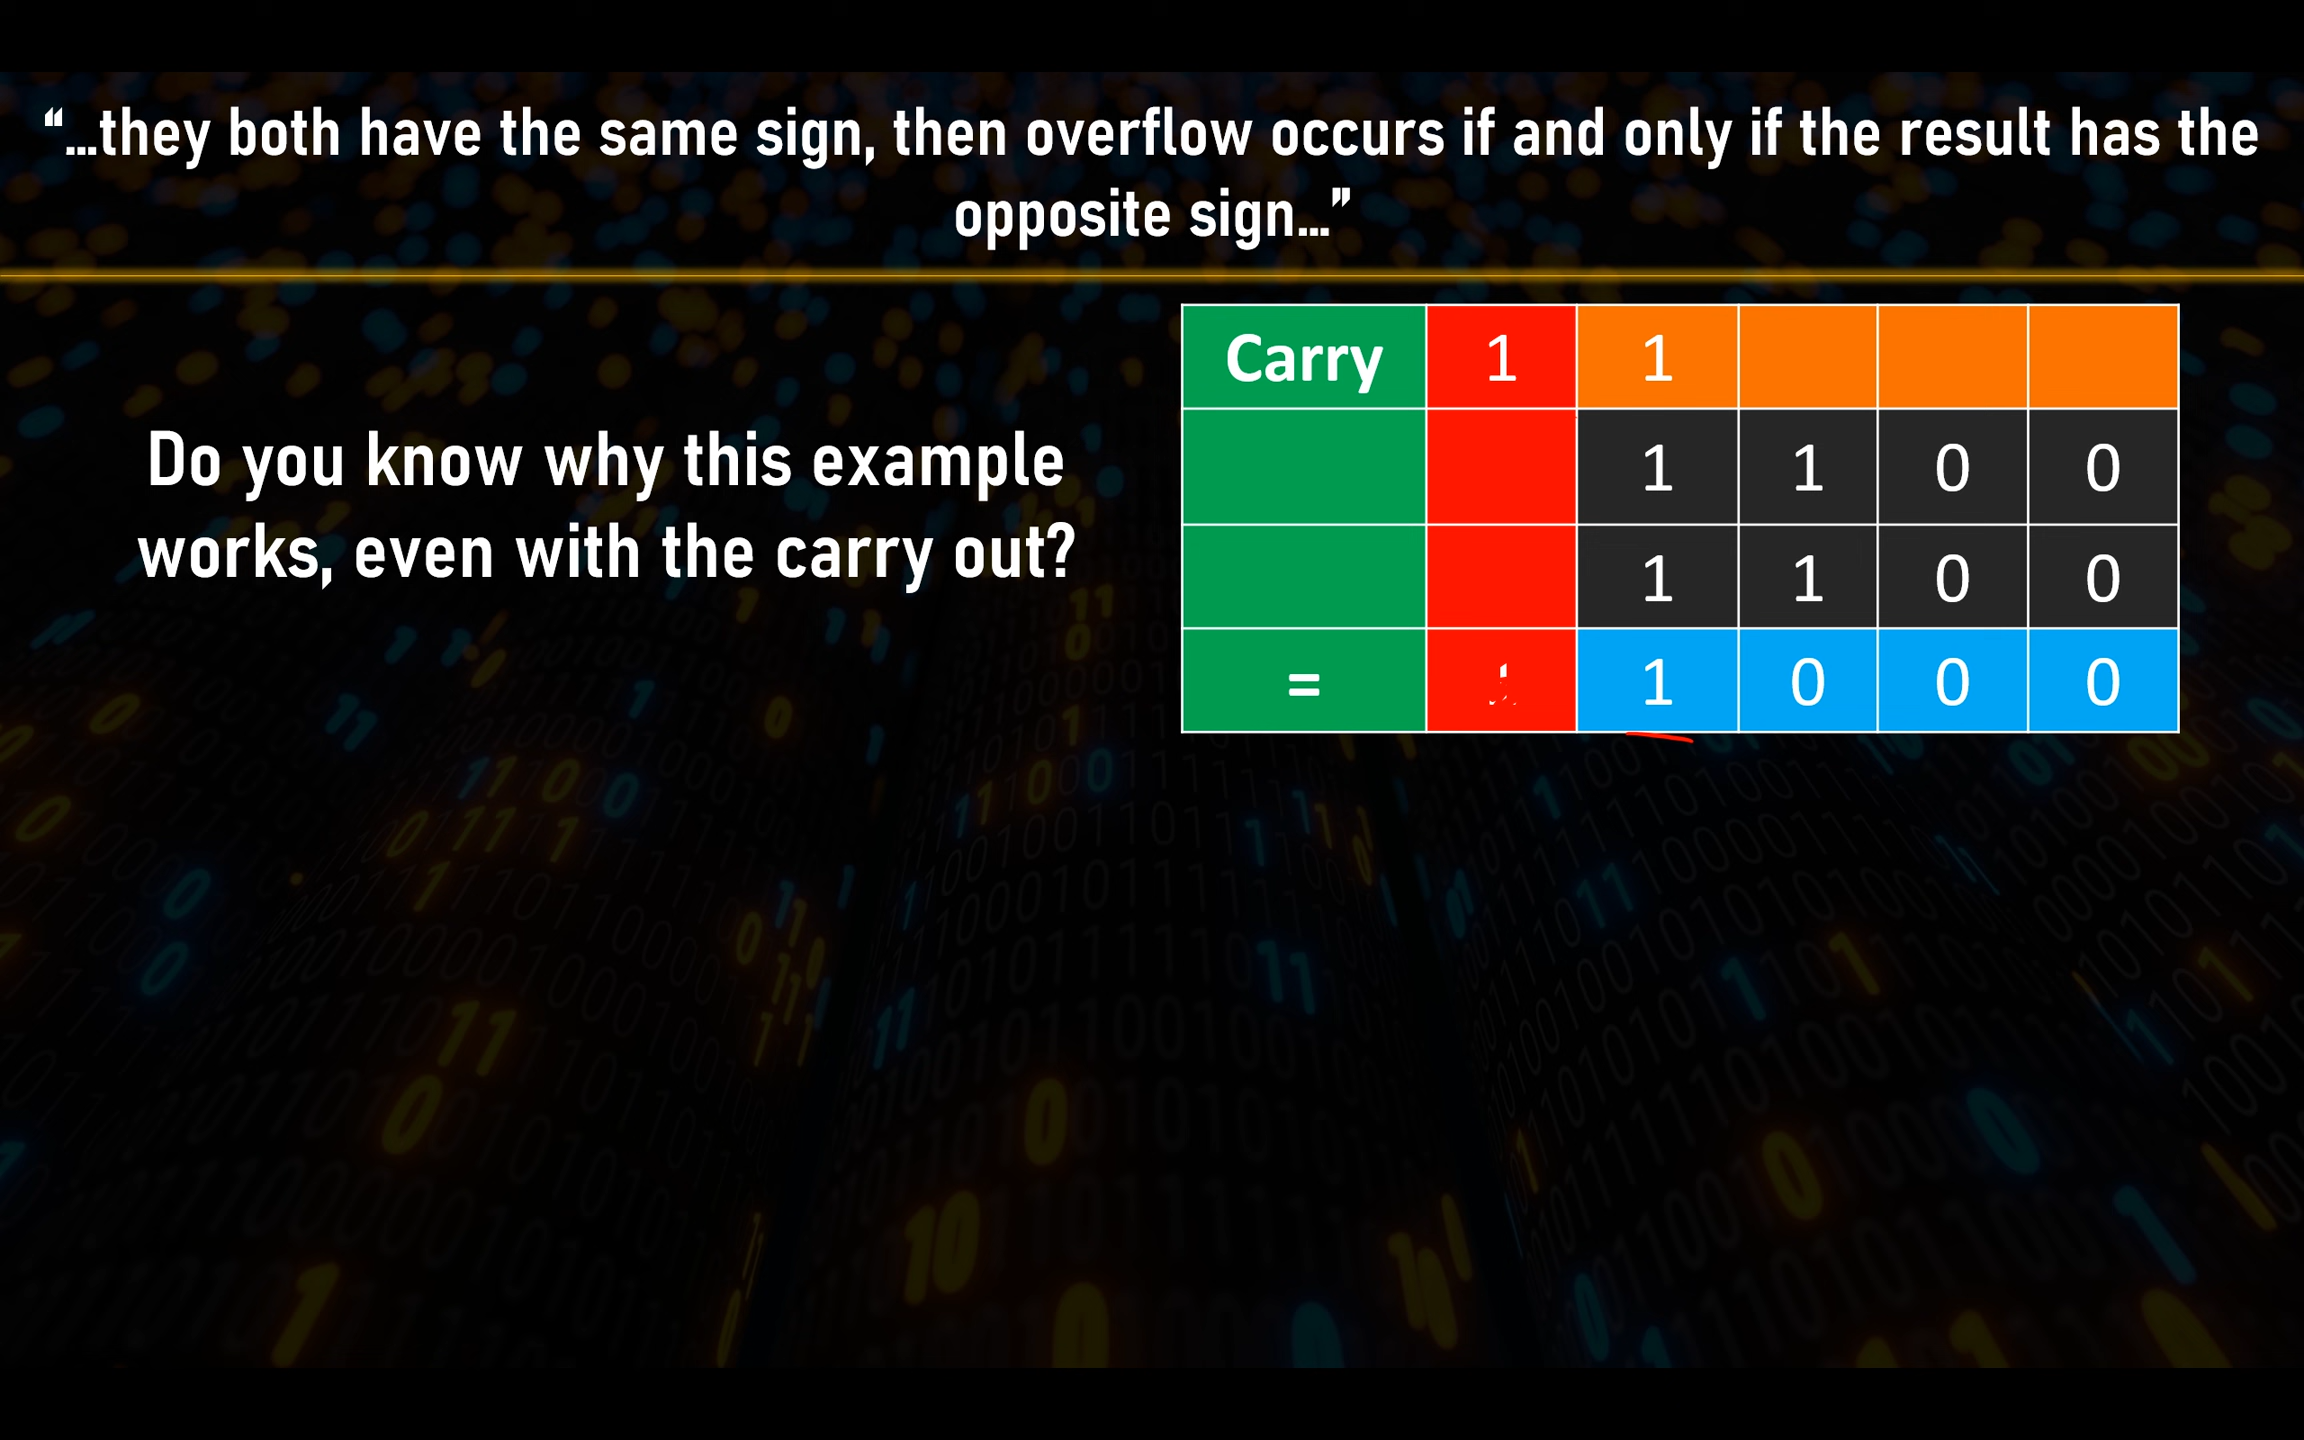 “...they both have the same sign, then overflow occurs if and only if the result has the
opposite sign...”
Do you know why this example
works, even with the carry out?
Carry 1 1
1 1 0 0
1 1 0 0
= 1 0 0 0